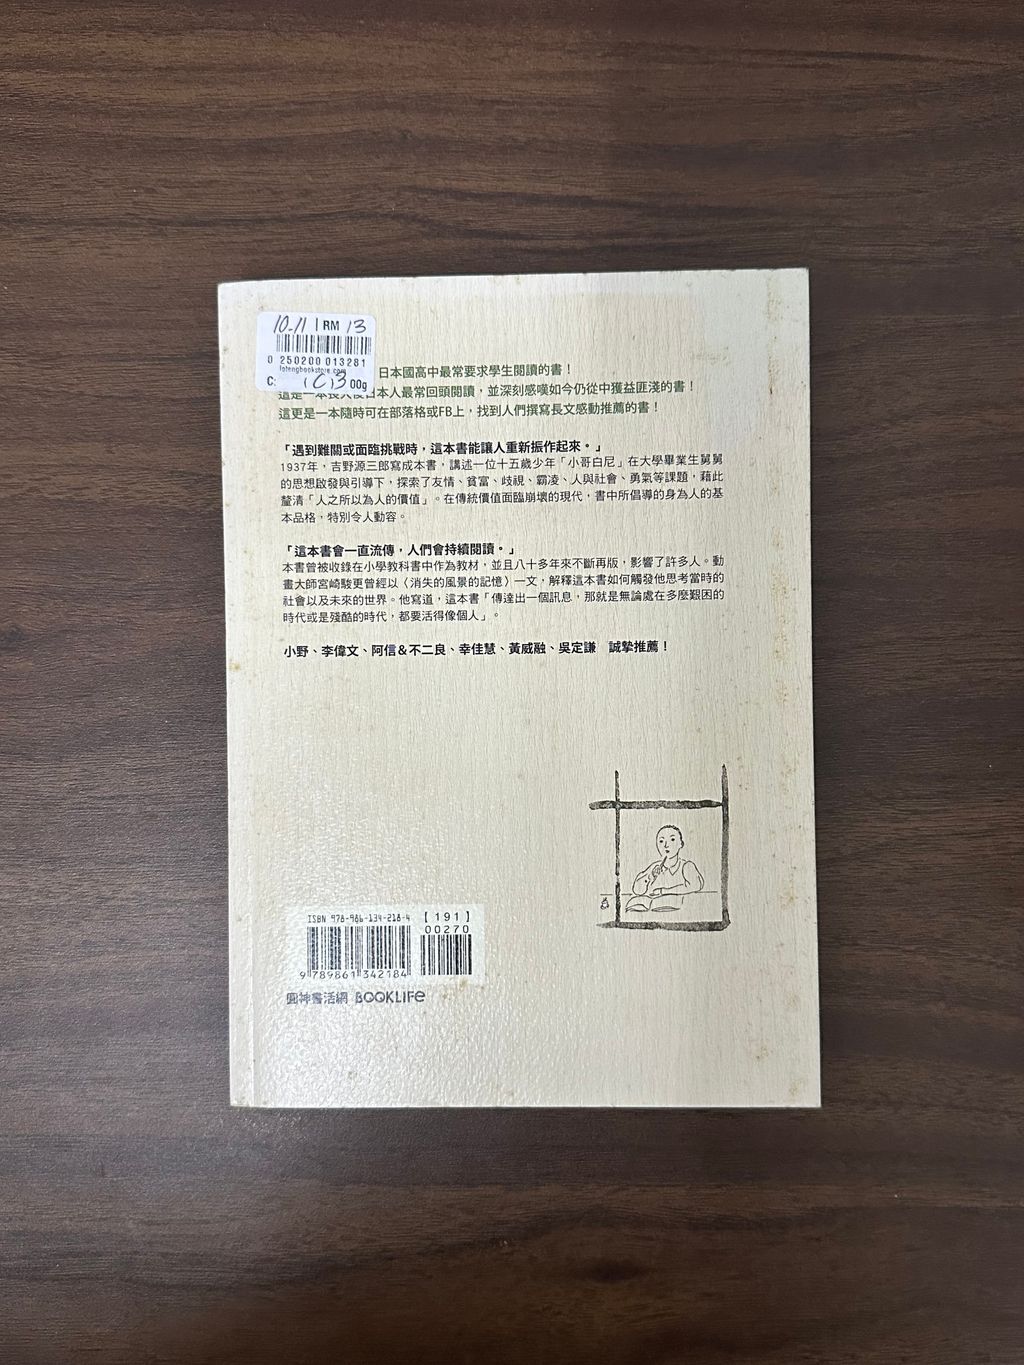 10-11 RM 13
0 250200 013281
C: 1C13 00g
日本國高中最常要求學生閱讀的書！
這是一本長大後日本人最常回頭閱讀，並深刻感嘆如今仍從中獲益匪淺的書！
這更是一本隨時可在部落格或FB上，找到人們撰寫長文感動推薦的書！
「遇到難關或面臨挑戰時，這本書能讓人重新振作起來。」
1937年，吉野源三郎寫成本書，講述一位十五歲少年「小哥白尼」在大學畢業生舅舅
的思想啟發與引導下，探索了友情、貧富、歧視、霸凌、人與社會、勇氣等課題，藉此
釐清「人之所以為人的價值」。在傳統價值面臨崩壞的現代，書中所倡導的身為人的基
本品格，特別令人動容。
「這本書會一直流傳，人們會持續閱讀。」
本書曾被收錄在小學教科書中作為教材，並且八十多年來不斷再版，影響了許多人。動
畫大師宮崎駿更曾經以〈消失的風景的記憶〉一文，解釋這本書如何觸發他思考當時的
社會以及未來的世界。他寫道，這本書「傳達出一個訊息，那就是無論處在多麼艱困的
時代或是殘酷的時代，都要活得像個人」。
小野、李偉文、阿信＆不二良、幸佳慧、黃威融、吳定謙　誠摯推薦！
ISBN 978-986-134-218-4 【191】
00270
9 789861 342184
圓神書活網 BOOKLIFE